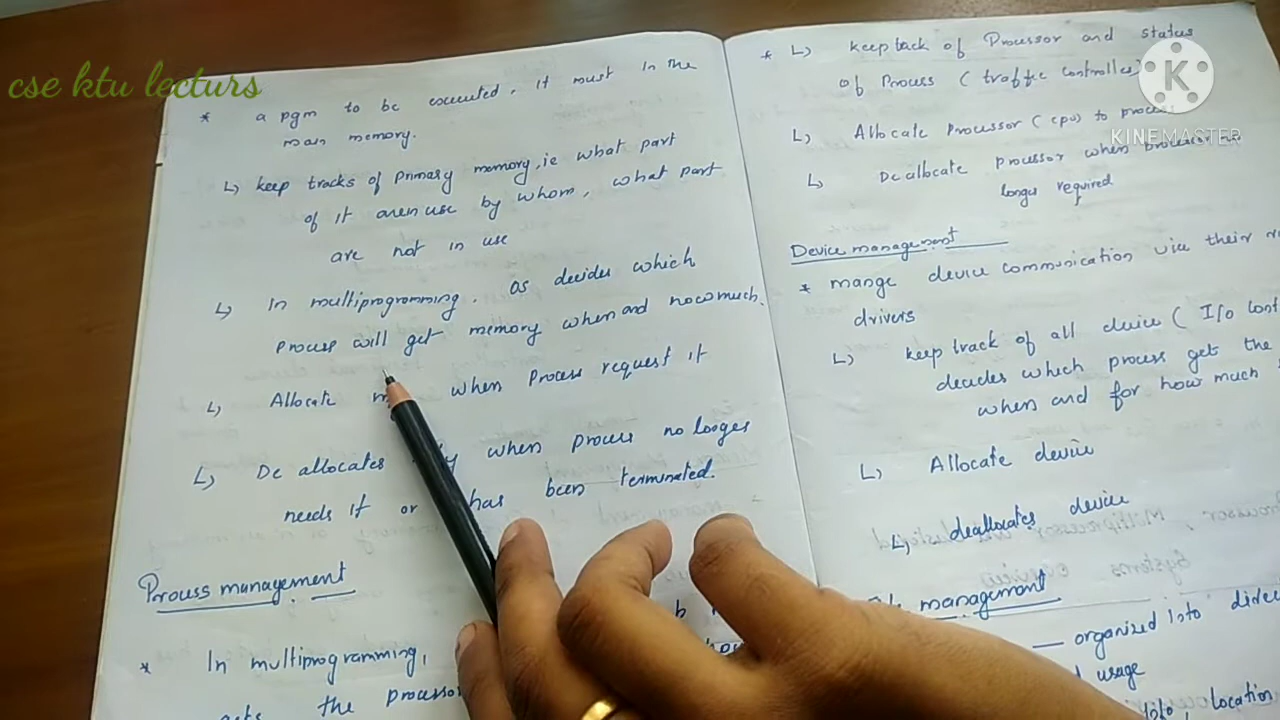 cse ktu lecturs
* a pgm to be executed, it must in the
main memory.
↳ keep tracks of primary memory, ie what part
of it are in use by whom, what part
are not in use
↳ In multiprogramming, os decides which
process will get memory when and how much.
↳ Allocate when process request it
↳ De allocates when process no longer
needs it or has been terminated.
Process management
* In multiprogramming,
gets the processor
* ↳ keep track of Processor and status
of Process (traffic controller)
↳ Allocate Processor (cpu) to process
↳ De allocate processor when processor
longer required
Device management
* mange device communication via their
drivers
↳ keep track of all device (I/o
decides which process get the
when and for how much
↳ Allocate device
↳ deallocates device
management
— organized into
usage
location
K
KINEMASTER